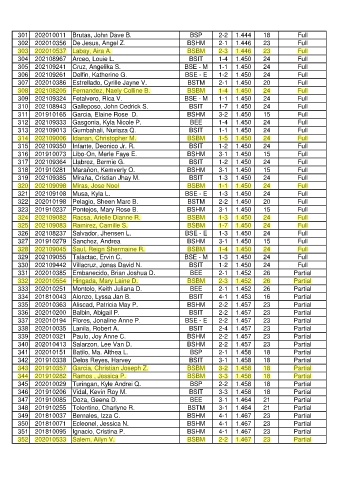 301 202010011 Brutas, John Dave B. BSP 2-2 1.444 18 Full
302 202010356 De Jesus, Angel Z. BSHM 2-1 1.446 23 Full
303 202010537 Labay, Ara A. BSBM 2-3 1.446 23 Full
304 202108967 Arceo, Louie L. BSIT 1-4 1.450 24 Full
305 202109241 Cruz, Angelika S. BSE - M 1-1 1.450 24 Full
306 202109261 Delfin, Katherine G. BSE - E 1-2 1.450 24 Full
307 202010386 Estrellado, Cyrille Jayve V. BSTM 2-1 1.450 20 Full
308 202108205 Fernandez, Naely Colline B. BSBM 1-4 1.450 24 Full
309 202109324 Fetalvero, Rica V. BSE - M 1-1 1.450 24 Full
310 202108943 Galleposo, John Cedrick S. BSIT 1-7 1.450 24 Full
311 201910165 Garcia, Elaine Rose D. BSHM 3-2 1.450 15 Full
312 202109333 Gasgonia, Kyla Nicole P. BEE 1-4 1.450 24 Full
313 202109013 Gumbahali, Nuriaza Q. BSIT 1-1 1.450 24 Full
314 202109006 Idanan, Christopher M. BSBM 1-5 1.450 24 Full
315 202109350 Infante, Deonico Jr. R. BSIT 1-2 1.450 24 Full
316 201910073 Libo-On, Merle Faye E. BSHM 3-1 1.450 15 Full
317 202109364 Llabrez, Bernie G. BSIT 1-2 1.450 24 Full
318 201910281 Marañon, Kemverly O. BSHM 3-1 1.450 15 Full
319 202109385 Miraña, Cristian Jhay M. BSIT 1-3 1.450 24 Full
320 202109098 Miras, Jose Noel BSBM 1-1 1.450 24 Full
321 202109108 Musa, Kyla L. BSE - E 1-3 1.450 24 Full
322 202010198 Pelagio, Sheen Marc B. BSTM 2-2 1.450 20 Full
323 201910237 Pontejos, Mary Rose B. BSHM 3-1 1.450 15 Full
324 202109082 Racsa, Arielle Dianne R. BSBM 1-3 1.450 24 Full
325 202109083 Ramirez, Camille S. BSBM 1-7 1.450 24 Full
326 202108237 Salvador, Jhensen L. BSE - E 1-3 1.450 24 Full
327 201910279 Sanchoz, Andrea BSHM 3-1 1.450 15 Full
328 202109045 Saul, Reign Shermaine R. BSBM 1-4 1.450 24 Full
329 202109055 Talactac, Ervin C. BSE - M 1-3 1.450 24 Full
330 202109442 Villacruz, Jonas David N. BSIT 1-2 1.450 24 Full
331 202010385 Embanecido, Brian Joshua D. BEE 2-1 1.452 26 Partial
332 202010554 Hingada, Mary Laine D. BSBM 2-3 1.452 26 Partial
333 202010251 Monteio, Keith Juliana D. BEE 2-1 1.452 26 Partial
334 201810043 Alonzo, Lyssa Jan B. BSIT 4-1 1.453 16 Partial
335 202010363 Aliscad, Patricia May P. BSHM 2-2 1.457 23 Partial
336 202010200 Balbin, Abigail P. BSIT 2-2 1.457 23 Partial
337 202010194 Flores, Jonaline Anne P. BSE - E 2-2 1.457 23 Partial
338 202010035 Lanila, Robert A. BSIT 2-4 1.457 23 Partial
339 202010321 Paulo, Joy Anne C. BSHM 2-2 1.457 23 Partial
340 202010413 Salarzon, Lee Van D. BSHM 2-2 1.457 23 Partial
341 202010151 Batilo, Ma. Althea L. BSP 2-1 1.458 18 Partial
342 201910338 Delos Reyes, Harvey BSIT 3-1 1.458 18 Partial
343 201910357 Garcia, Christian Joseph Z. BSBM 3-2 1.458 18 Partial
344 201910282 Ramos , Jessica P. BSBM 3-3 1.458 18 Partial
345 202010029 Turingan, Kyle Andrei Q. BSP 2-2 1.458 18 Partial
346 201910206 Vidal, Kevin Roy M. BSIT 3-3 1.458 18 Partial
347 201910085 Doza, Geena D. BEE 3-1 1.464 21 Partial
348 201910255 Tolentino, Charlyne R. BSTM 3-1 1.464 21 Partial
349 201810037 Bernales, Izza C. BSHM 4-1 1.467 23 Partial
350 201810071 Ecleonel, Jessica N. BSHM 4-1 1.467 23 Partial
351 201810095 Ignacio, Cristina P. BSHM 4-1 1.467 23 Partial
352 202010533 Salem, Ailyn V. BSBM 2-2 1.467 23 Partial